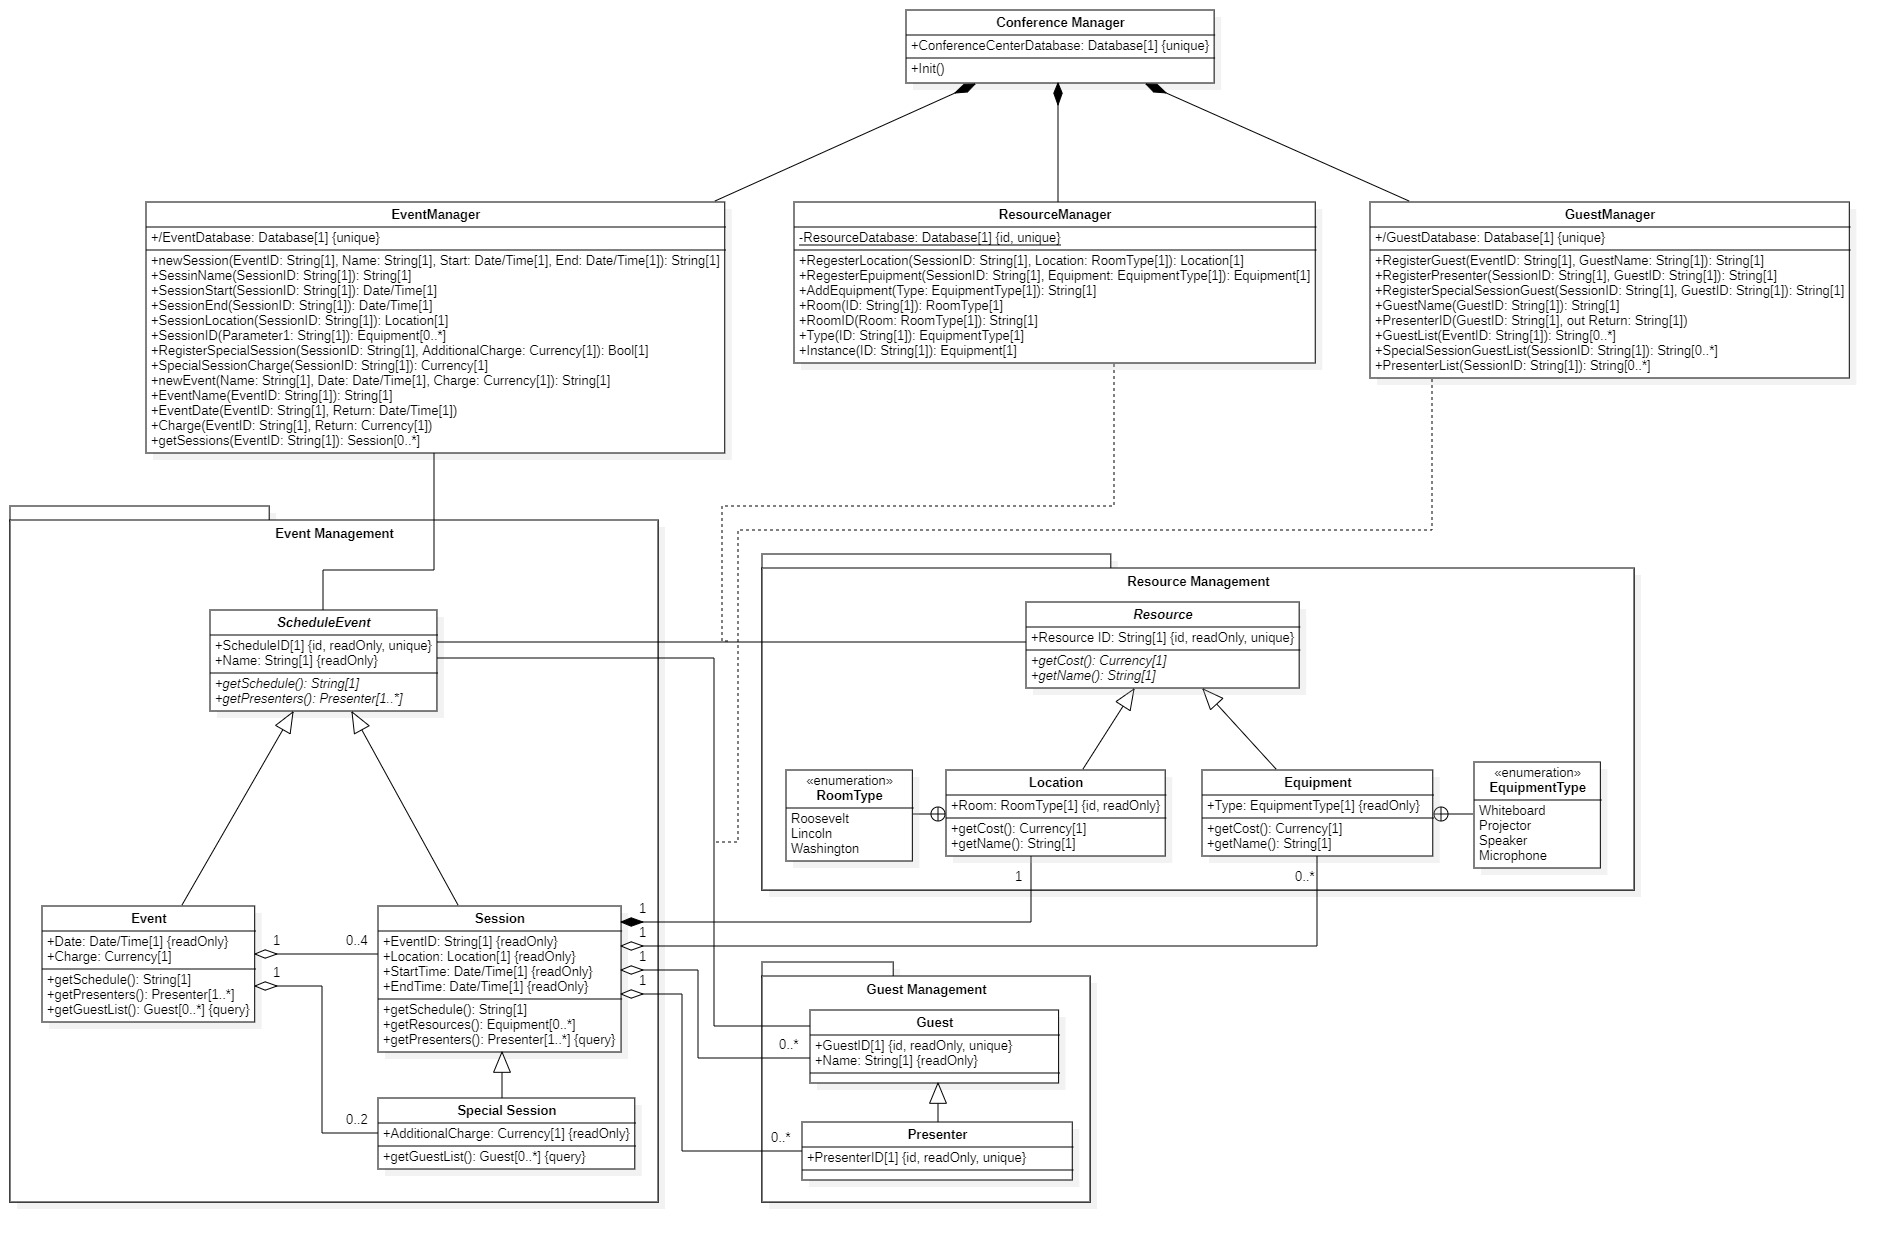 Conference Manager
+ConferenceCenterDatabase: Database[1] {unique}
+Init()
EventManager
+/EventDatabase: Database[1] {unique}
+newSession(EventID: String[1], Name: String[1], Start: Date/Time[1], End: Date/Time[1]): String[1]
+SessinName(SessionID: String[1]): String[1]
+SessionStart(SessionID: String[1]): Date/Time[1]
+SessionEnd(SessionID: String[1]): Date/Time[1]
+SessionLocation(SessionID: String[1]): Location[1]
+SessionID(Parameter1: String[1]): Equipment[0..*]
+RegisterSpecialSession(SessionID: String[1], AdditionalCharge: Currency[1]): Bool[1]
+SpecialSessionCharge(SessionID: String[1]): Currency[1]
+newEvent(Name: String[1], Date: Date/Time[1], Charge: Currency[1]): String[1]
+EventName(EventID: String[1]): String[1]
+EventDate(EventID: String[1], Return: Date/Time[1])
+Charge(EventID: String[1], Return: Currency[1])
+getSessions(EventID: String[1]): Session[0..*]
ResourceManager
-ResourceDatabase: Database[1] {id, unique}
+RegesterLocation(SessionID: String[1], Location: RoomType[1]): Location[1]
+RegesterEpuipment(SessionID: String[1], Equipment: EquipmentType[1]): Equipment[1]
+AddEquipment(Type: EquipmentType[1]): String[1]
+Room(ID: String[1]): RoomType[1]
+RoomID(Room: RoomType[1]): String[1]
+Type(ID: String[1]): EquipmentType[1]
+Instance(ID: String[1]): Equipment[1]
GuestManager
+/GuestDatabase: Database[1] {unique}
+RegisterGuest(EventID: String[1], GuestName: String[1]): String[1]
+RegisterPresenter(SessionID: String[1], GuestID: String[1]): String[1]
+RegisterSpecialSessionGuest(SessionID: String[1], GuestID: String[1]): String[1]
+GuestName(GuestID: String[1]): String[1]
+PresenterID(GuestID: String[1], out Return: String[1])
+GuestList(EventID: String[1]): String[0..*]
+SpecialSessionGuestList(SessionID: String[1]): String[0..*]
+PresenterList(SessionID: String[1]): String[0..*]
Event Management
ScheduleEvent
+ScheduleID[1] {id, readOnly, unique}
+Name: String[1] {readOnly}
+getSchedule(): String[1]
+getPresenters(): Presenter[1..*]
Event
+Date: Date/Time[1] {readOnly}
+Charge: Currency[1]
+getSchedule(): String[1]
+getPresenters(): Presenter[1..*]
+getGuestList(): Guest[0..*] {query}
1
0..4
1
0..2
Session
+EventID: String[1] {readOnly}
+Location: Location[1] {readOnly}
+StartTime: Date/Time[1] {readOnly}
+EndTime: Date/Time[1] {readOnly}
+getSchedule(): String[1]
+getResources(): Equipment[0..*]
+getPresenters(): Presenter[1..*] {query}
1
1
1
1
Special Session
+AdditionalCharge: Currency[1] {readOnly}
+getGuestList(): Guest[0..*] {query}
Resource Management
Resource
+Resource ID: String[1] {id, readOnly, unique}
+getCost(): Currency[1]
+getName(): String[1]
«enumeration»
RoomType
Roosevelt
Lincoln
Washington
Location
+Room: RoomType[1] {id, readOnly}
+getCost(): Currency[1]
+getName(): String[1]
1
Equipment
+Type: EquipmentType[1] {readOnly}
+getCost(): Currency[1]
+getName(): String[1]
0..*
«enumeration»
EquipmentType
Whiteboard
Projector
Speaker
Microphone
Guest Management
Guest
+GuestID[1] {id, readOnly, unique}
+Name: String[1] {readOnly}
0..*
Presenter
+PresenterID[1] {id, readOnly, unique}
0..*